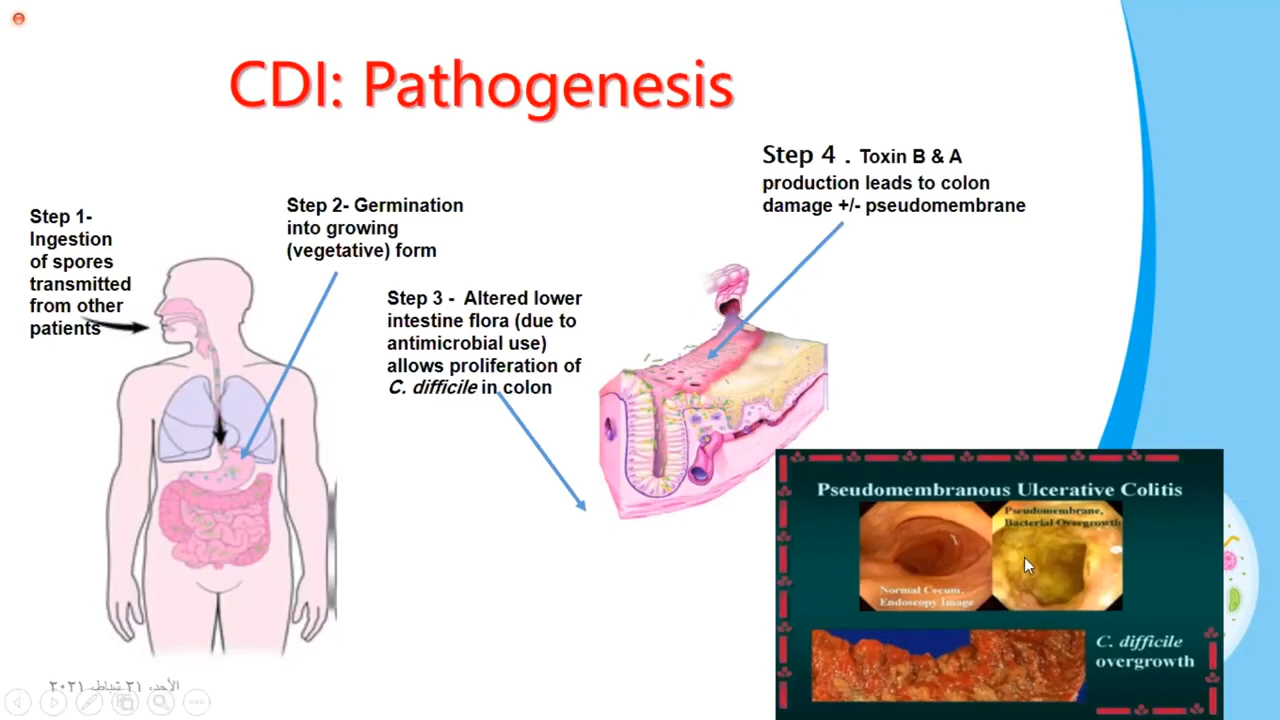 CDI: Pathogenesis
Step 1-
Ingestion
of spores
transmitted
from other
patients
Step 2- Germination
into growing
(vegetative) form
Step 3 - Altered lower
intestine flora (due to
antimicrobial use)
allows proliferation of
C. difficile in colon
Step 4 . Toxin B & A
production leads to colon
damage +/- pseudomembrane
Pseudomembranous Ulcerative Colitis
Pseudomembrane,
Bacterial Overgrowth
Normal Cecum,
Endoscopy Image
C. difficile
overgrowth
الأحد، ٢١ شباط، ٢٠٢١